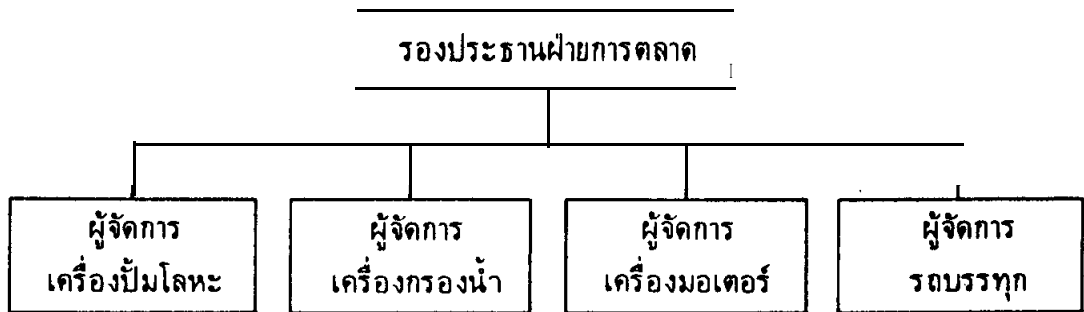 รองประธานฝ่ายการตลาด
ผู้จัดการ
เครื่องปั้มโลหะ
ผู้จัดการ
เครื่องกรองน้ำ
ผู้จัดการ
เครื่องมอเตอร์
ผู้จัดการ
รถบรรทุก